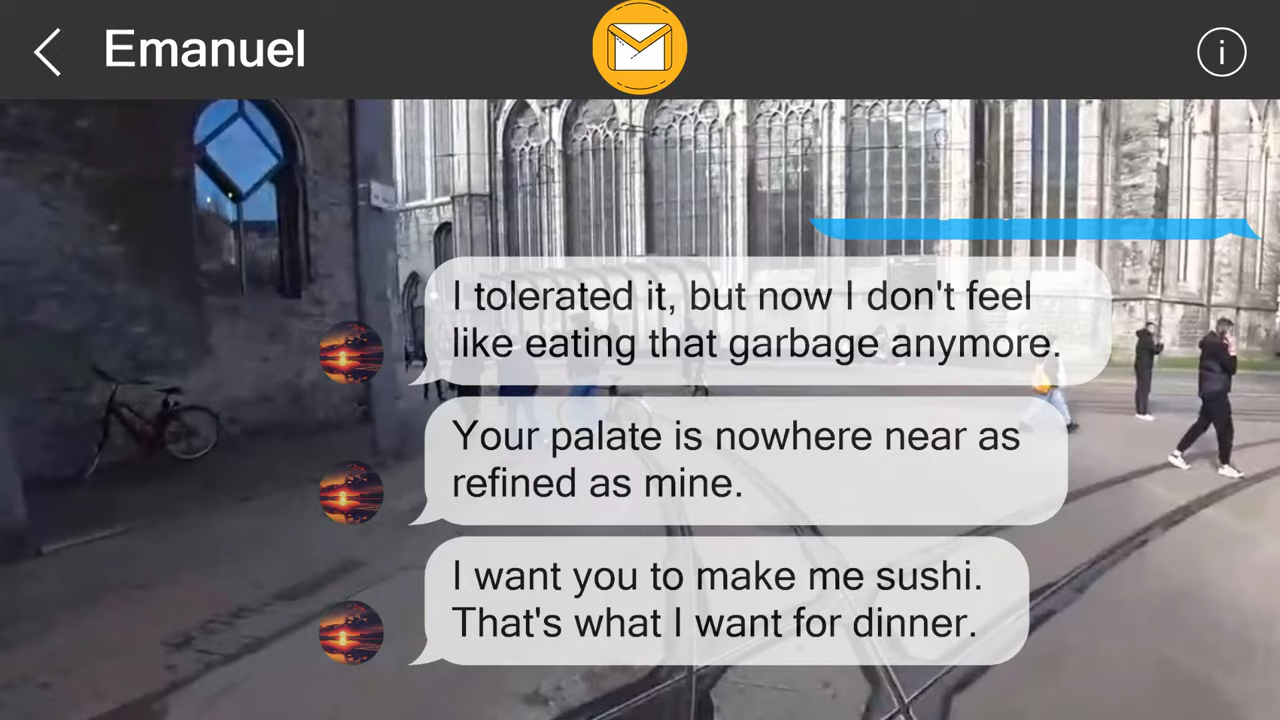 Emanuel
I tolerated it, but now I don't feel
like eating that garbage anymore.
Your palate is nowhere near as
refined as mine.
I want you to make me sushi.
That's what I want for dinner.